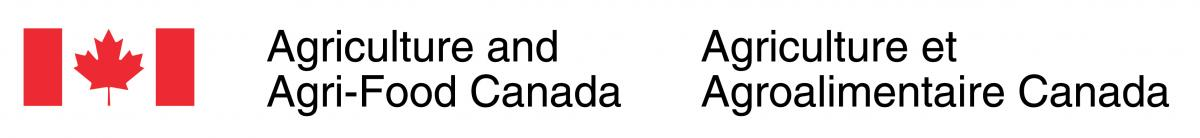 Agriculture and
Agri-Food Canada
Agriculture et
Agroalimentaire Canada